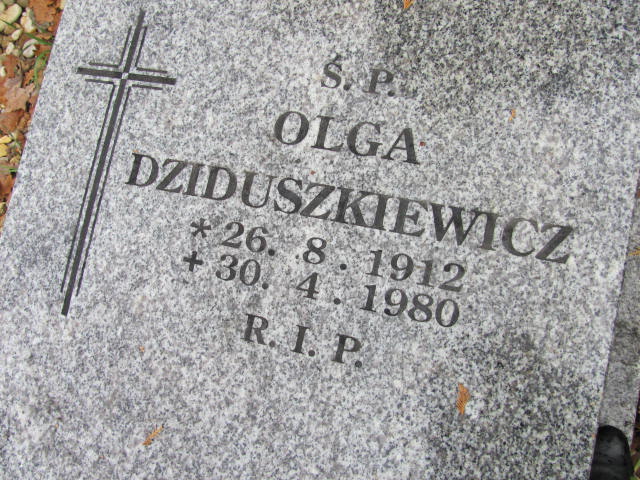 Ś. P.
OLGA
DZIDUSZKIEWICZ
* 26. 8. 1912
+ 30. 4. 1980
R. I. P.